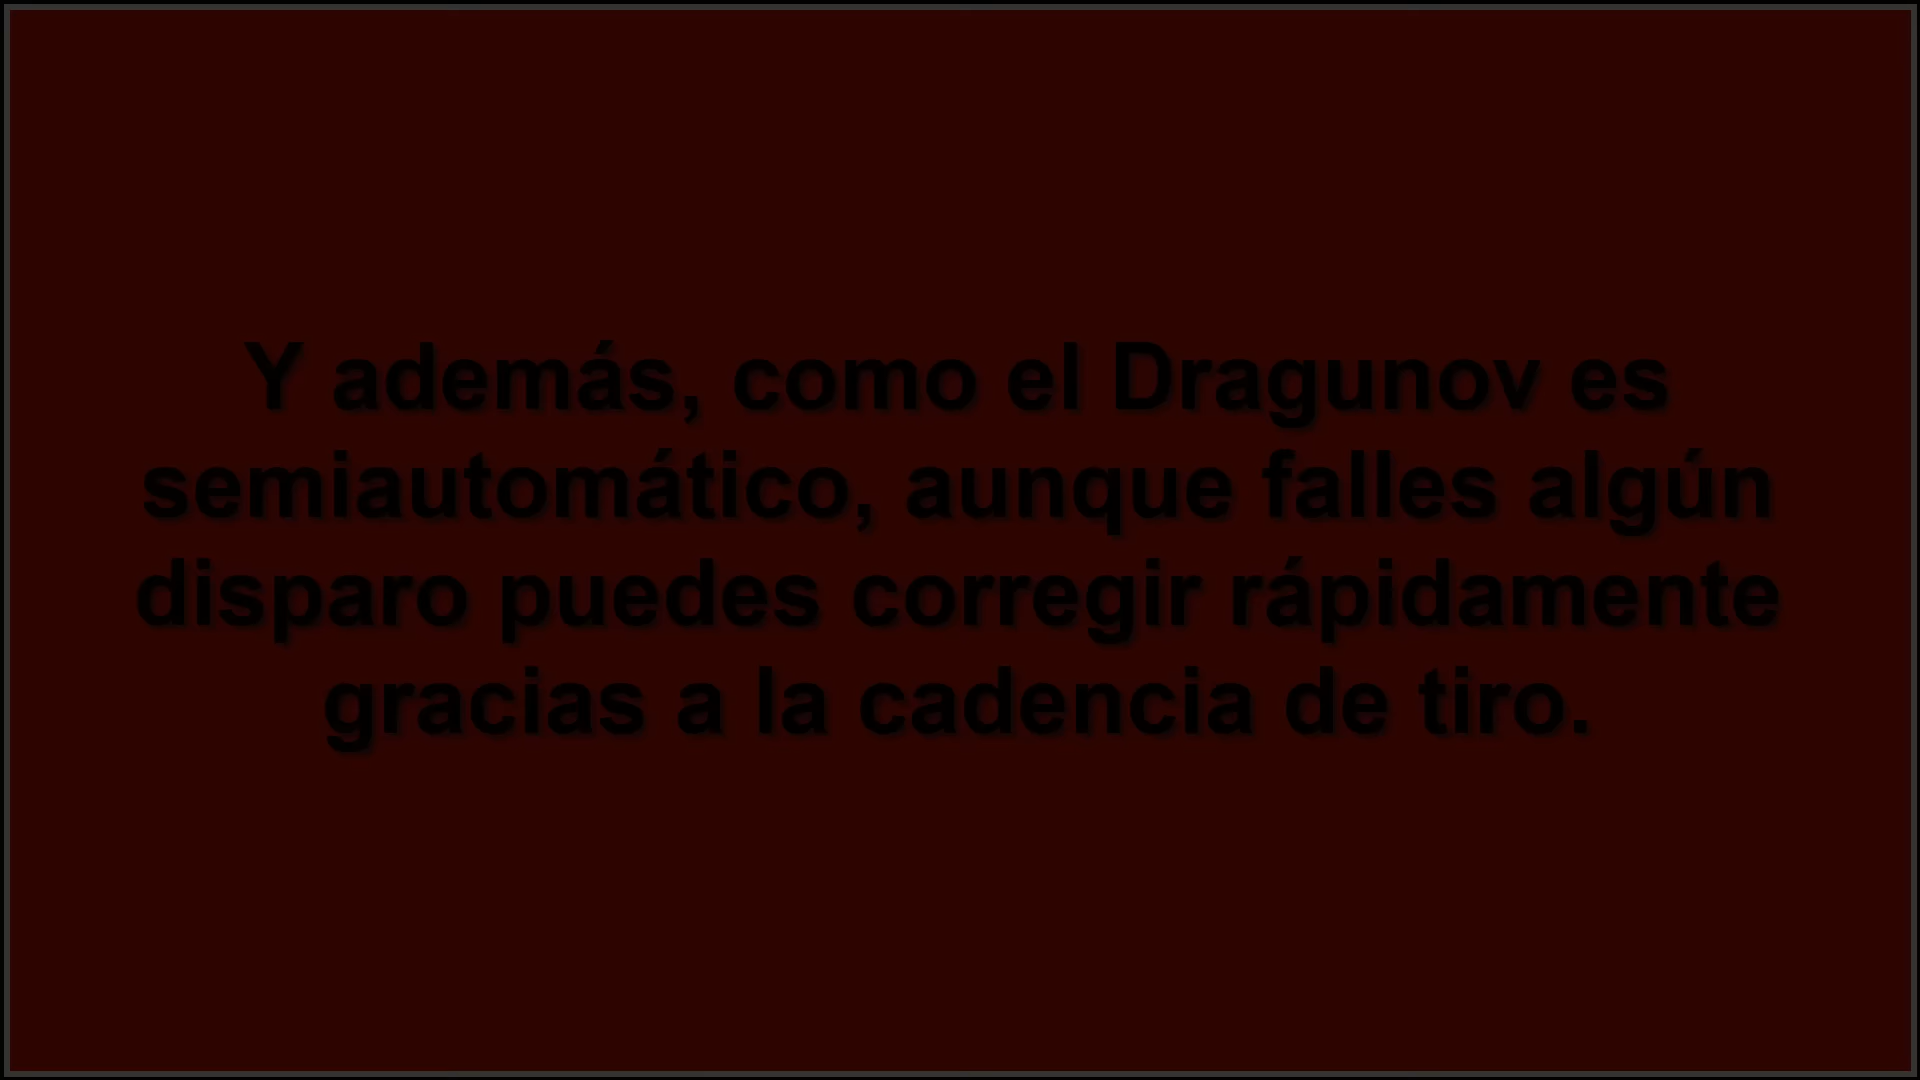 Y además, como el Dragunov es
semiautomático, aunque falles algún
disparo puedes corregir rápidamente
gracias a la cadencia de tiro.